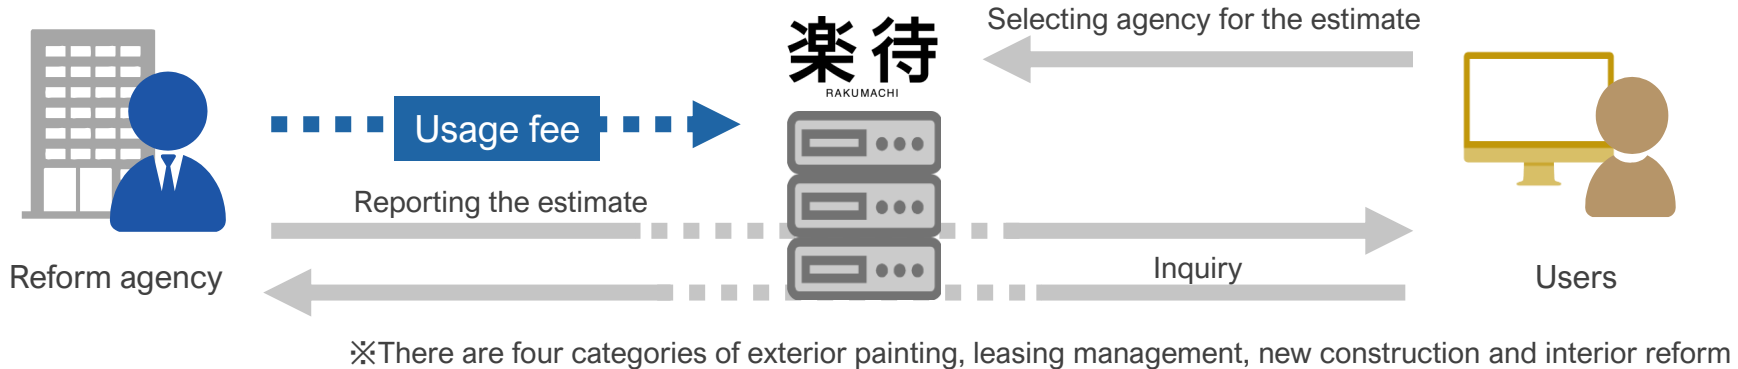 Selecting agency for the estimate
楽待
RAKUMACHI
Usage fee
Reporting the estimate
Inquiry
Reform agency
Users
※There are four categories of exterior painting, leasing management, new construction and interior reform